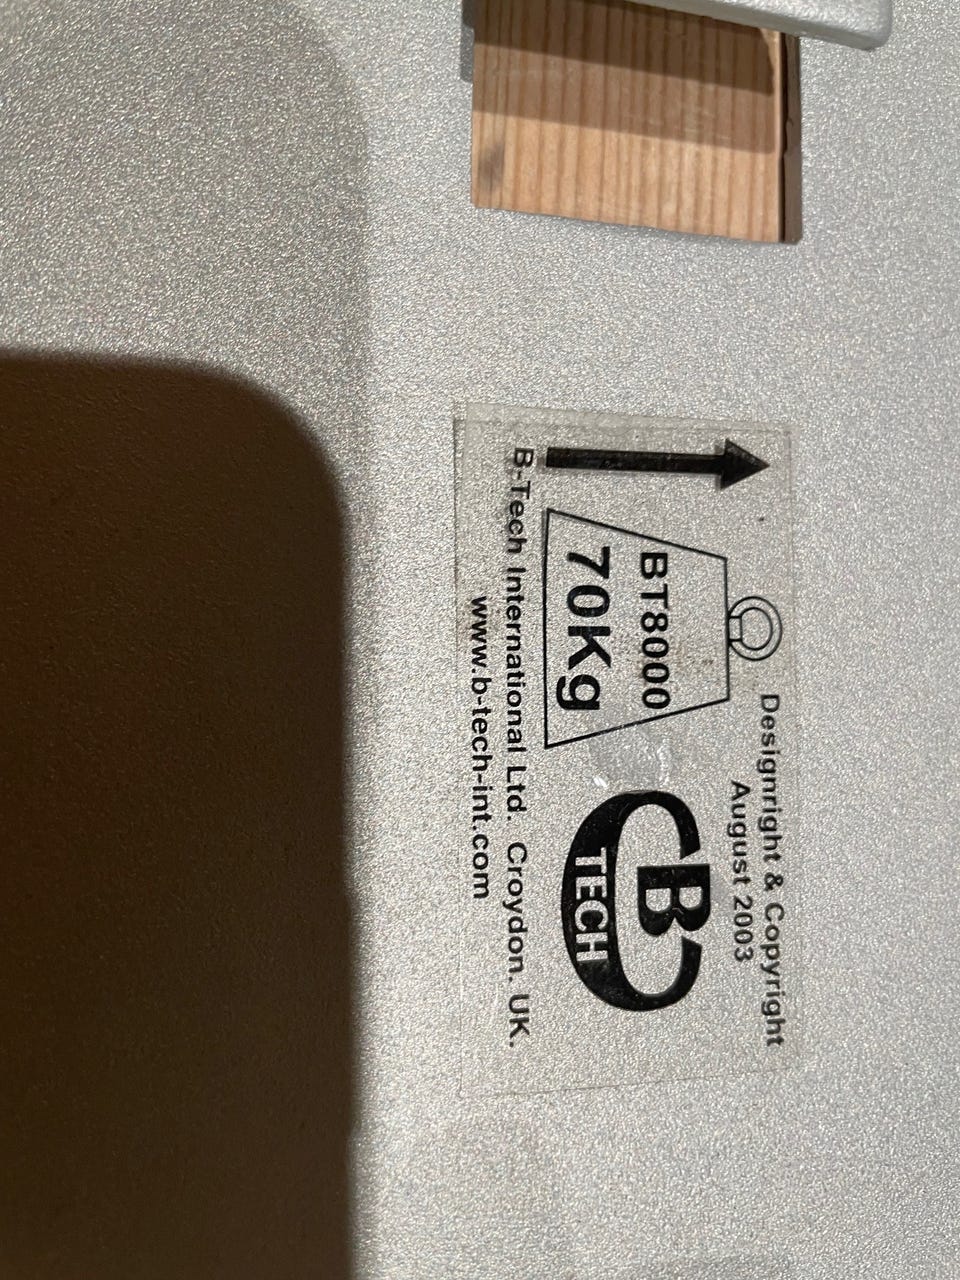 Designright & Copyright
August 2003
BT8000
70Kg
B
TECH
B-Tech International Ltd. Croydon. UK.
www.b-tech-int.com